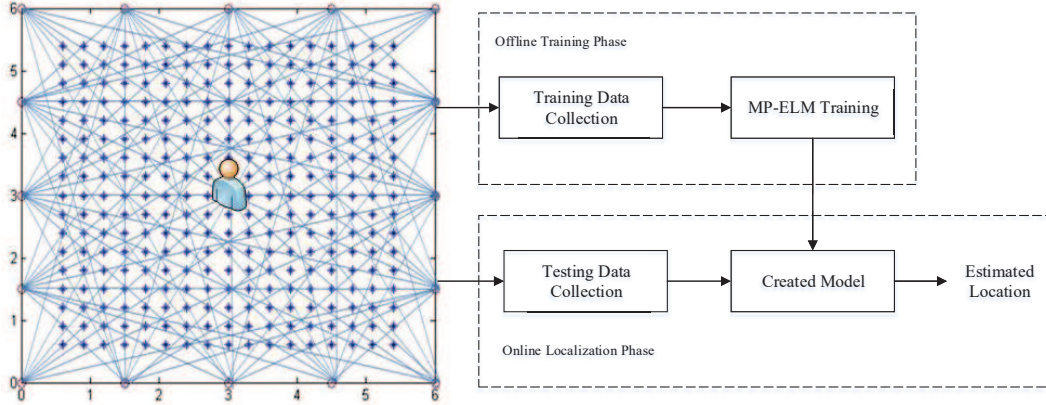 6
5
4
3
2
1
0
0
1
2
3
4
5
6
Offline Training Phase
Training Data
Collection
MP-ELM Training
Testing Data
Collection
Created Model
Estimated
Location
Online Localization Phase